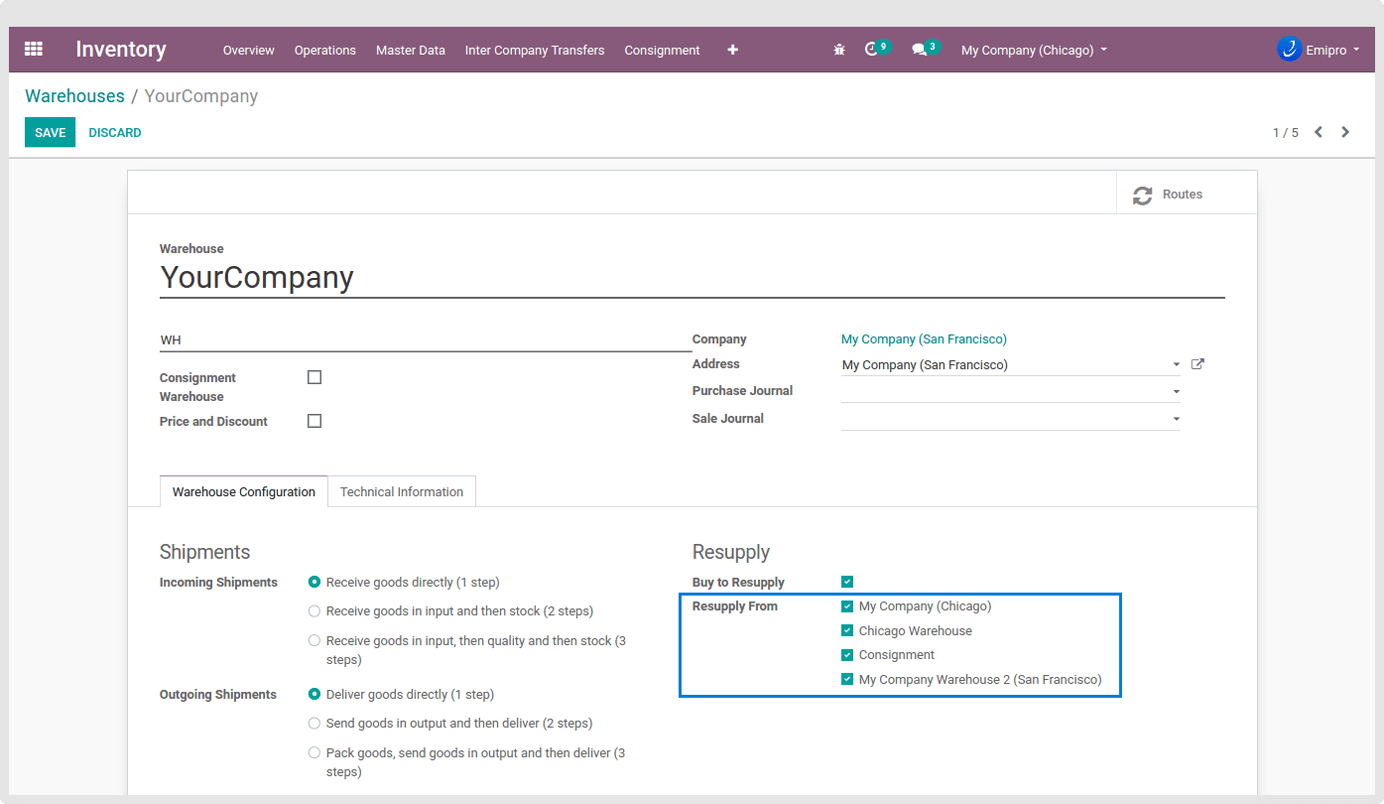 Inventory Overview Operations Master Data Inter Company Transfers Consignment + 9 3 My Company (Chicago) Emipro
Warehouses / YourCompany
SAVE DISCARD 1 / 5
Routes
Warehouse
YourCompany
WH
Consignment
Warehouse
Price and Discount
Company My Company (San Francisco)
Address My Company (San Francisco)
Purchase Journal
Sale Journal
Warehouse Configuration Technical Information
Shipments
Incoming Shipments Receive goods directly (1 step)
Receive goods in input and then stock (2 steps)
Receive goods in input, then quality and then stock (3
steps)
Outgoing Shipments Deliver goods directly (1 step)
Send goods in output and then deliver (2 steps)
Pack goods, send goods in output and then deliver (3
steps)
Resupply
Buy to Resupply
Resupply From My Company (Chicago)
Chicago Warehouse
Consignment
My Company Warehouse 2 (San Francisco)